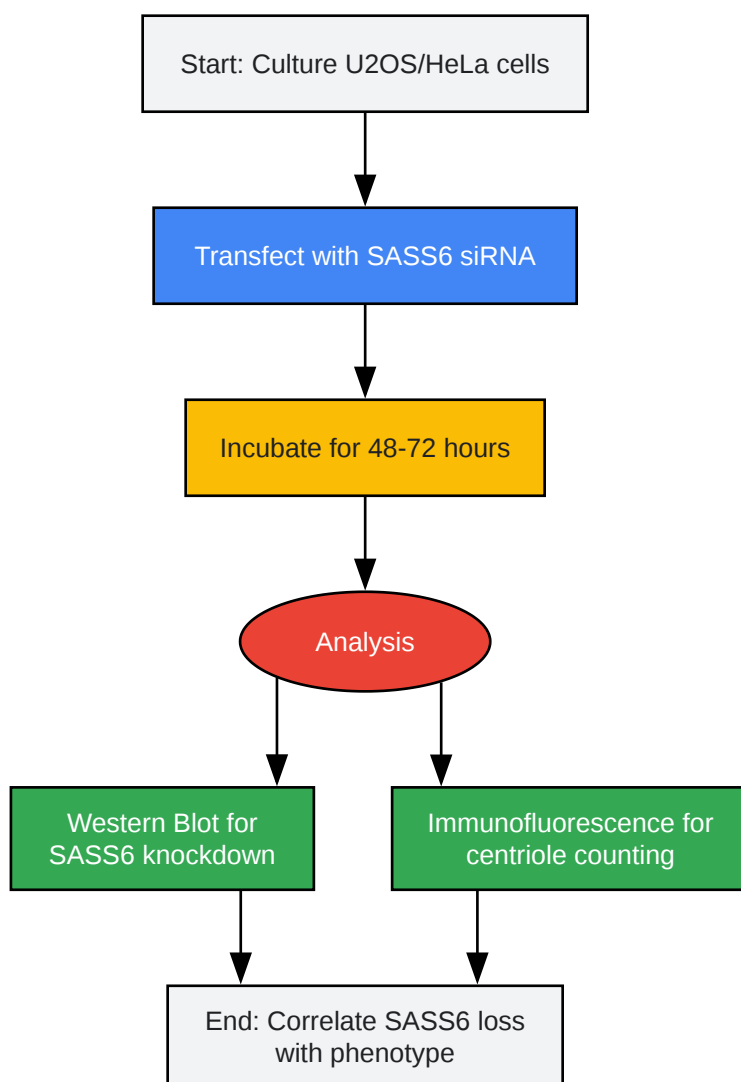 Start: Culture U2OS/HeLa cells
Transfect with SASS6 siRNA
Incubate for 48-72 hours
Analysis
Western Blot for
SASS6 knockdown
Immunofluorescence for
centriole counting
End: Correlate SASS6 loss
with phenotype